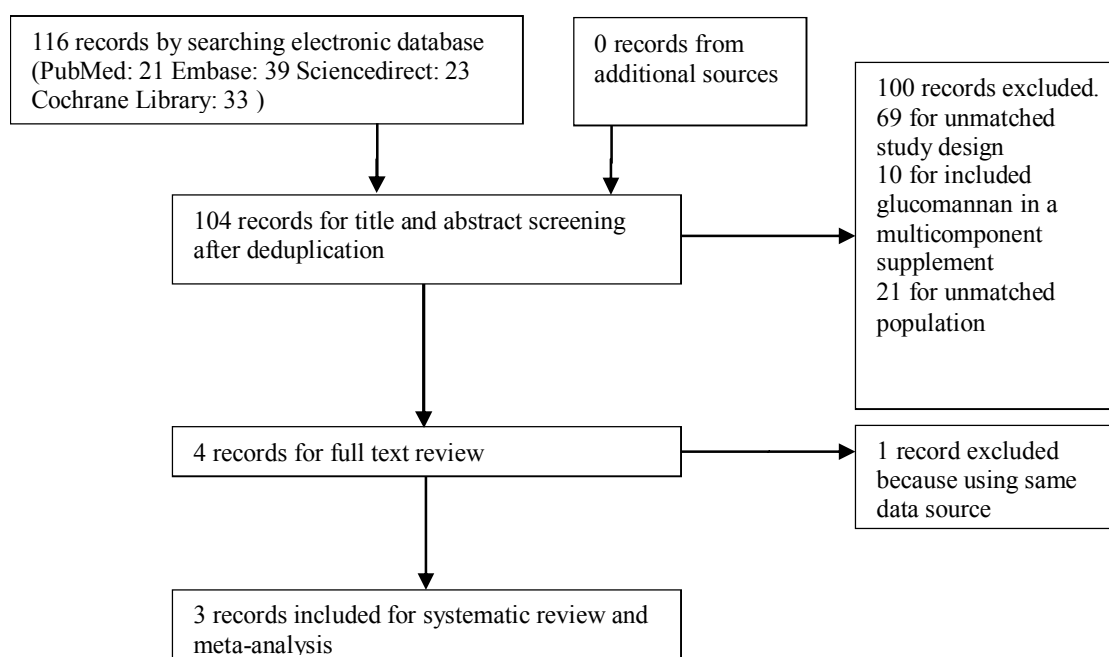 116 records by searching electronic database
(PubMed: 21 Embase: 39 Sciencedirect: 23
Cochrane Library: 33 )
0 records from
additional sources
100 records excluded.
69 for unmatched
study design
10 for included
glucomannan in a
multicomponent
supplement
21 for unmatched
population
104 records for title and abstract screening
after deduplication
4 records for full text review
1 record excluded
because using same
data source
3 records included for systematic review and
meta-analysis